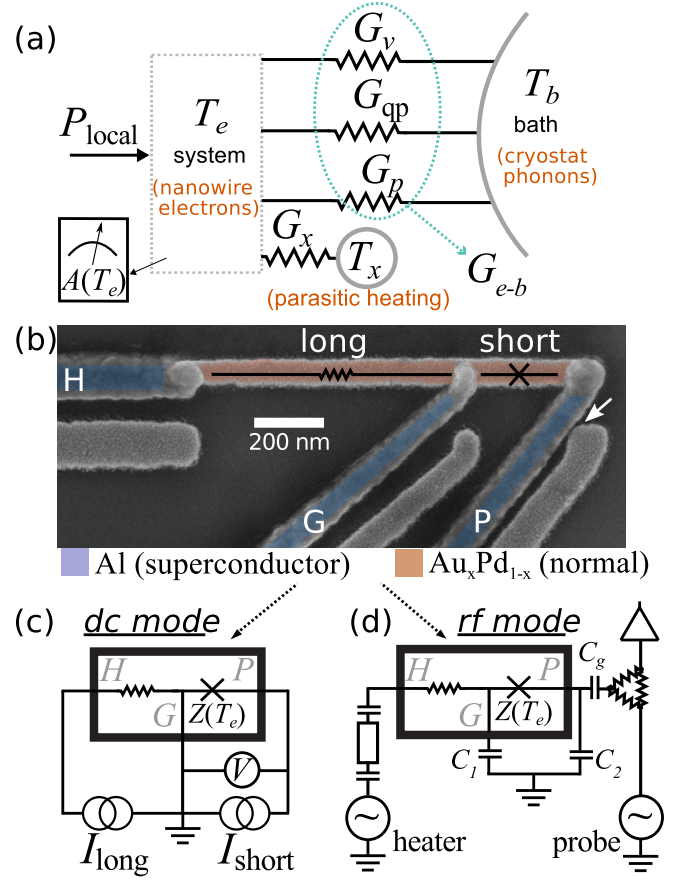 (a)
G_v
G_qp
G_p
P_local
T_e
system
(nanowire
electrons)
T_b
bath
(cryostat
phonons)
G_x
T_x
(parasitic heating)
A(T_e)
G_e-b
(b)
long
short
H
200 nm
G
P
Al (superconductor)
Au_xPd_1-x (normal)
(c)
dc mode
H
P
G
Z(T_e)
V
I_long
I_short
(d)
rf mode
H
P
G
Z(T_e)
C_g
C_1
C_2
~
heater
probe
~